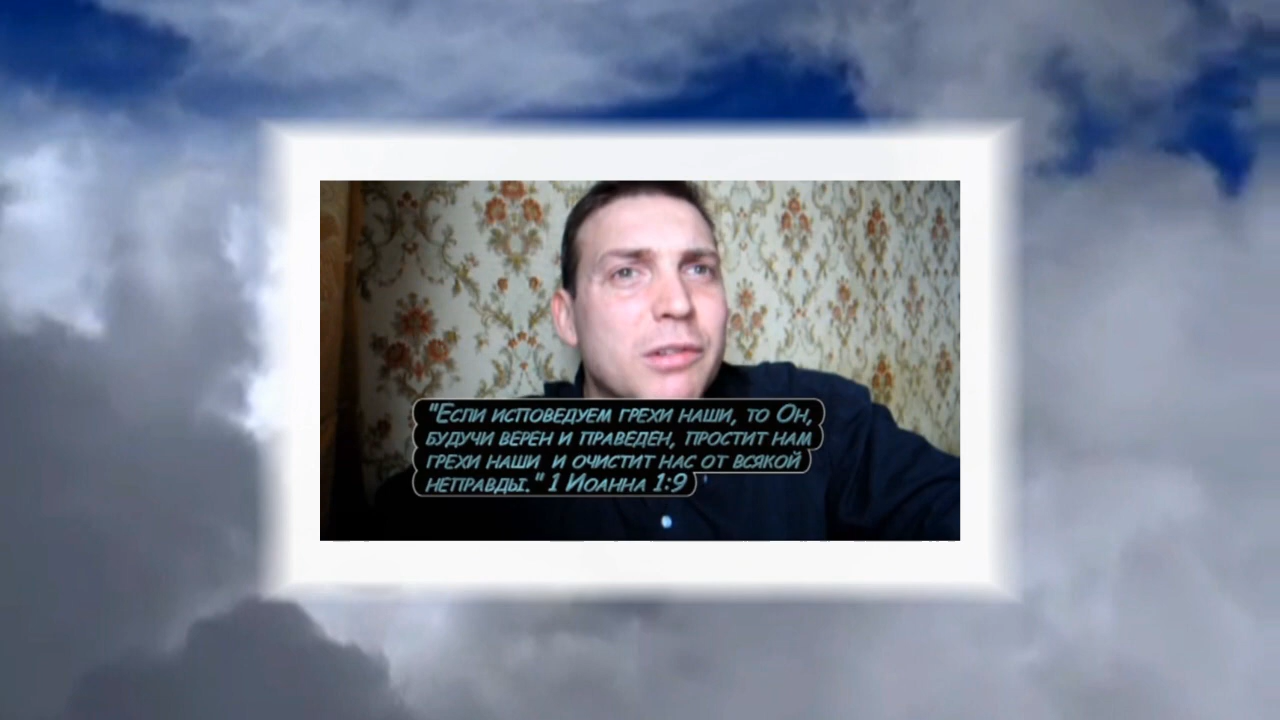 "Если исповедуем грехи наши, то Он,
будучи верен и праведен, простит нам
грехи наши и очистит нас от всякой
неправды." 1 Иоанна 1:9